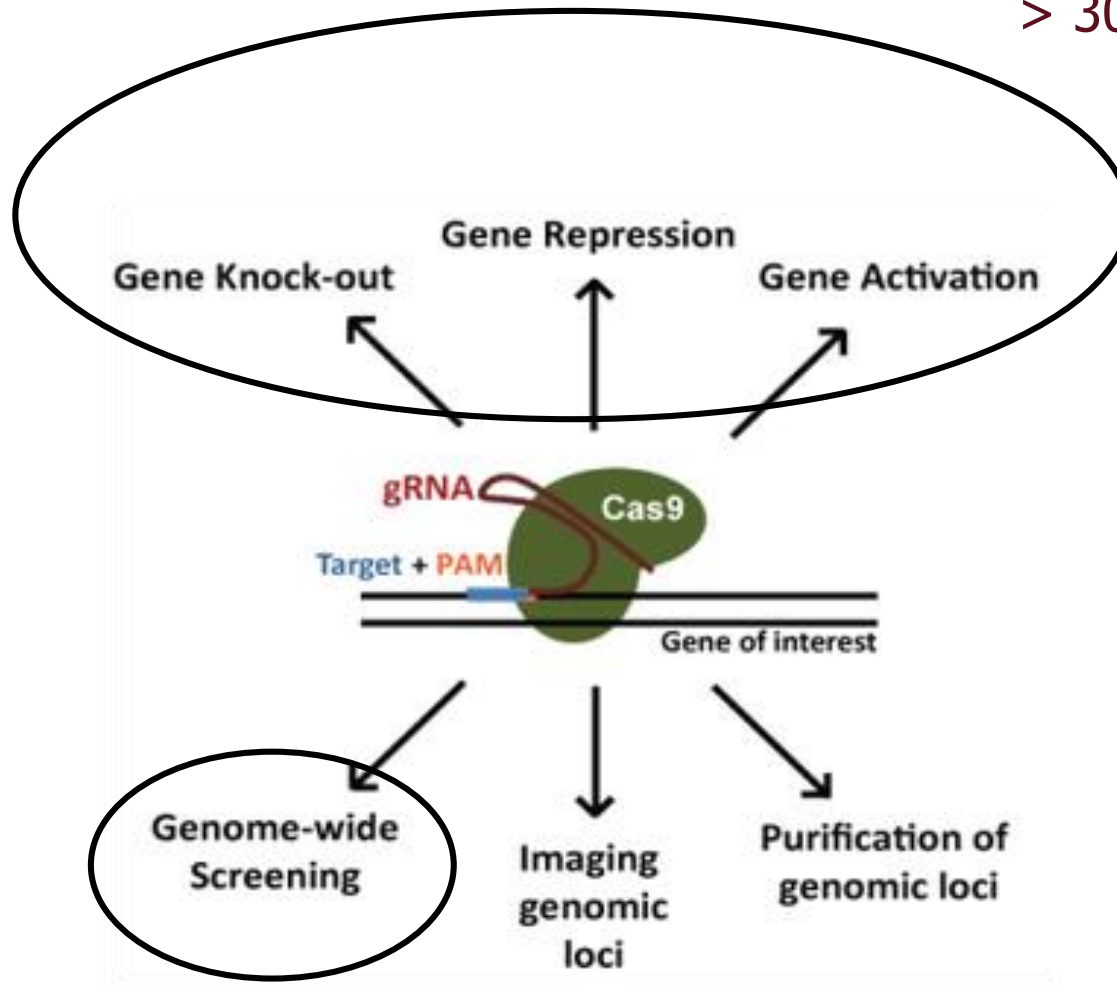 > 30
Gene Repression
Gene Knock-out
Gene Activation
gRNA
Cas9
Target + PAM
Gene of interest
Genome-wide
Screening
Imaging
genomic
loci
Purification of
genomic loci